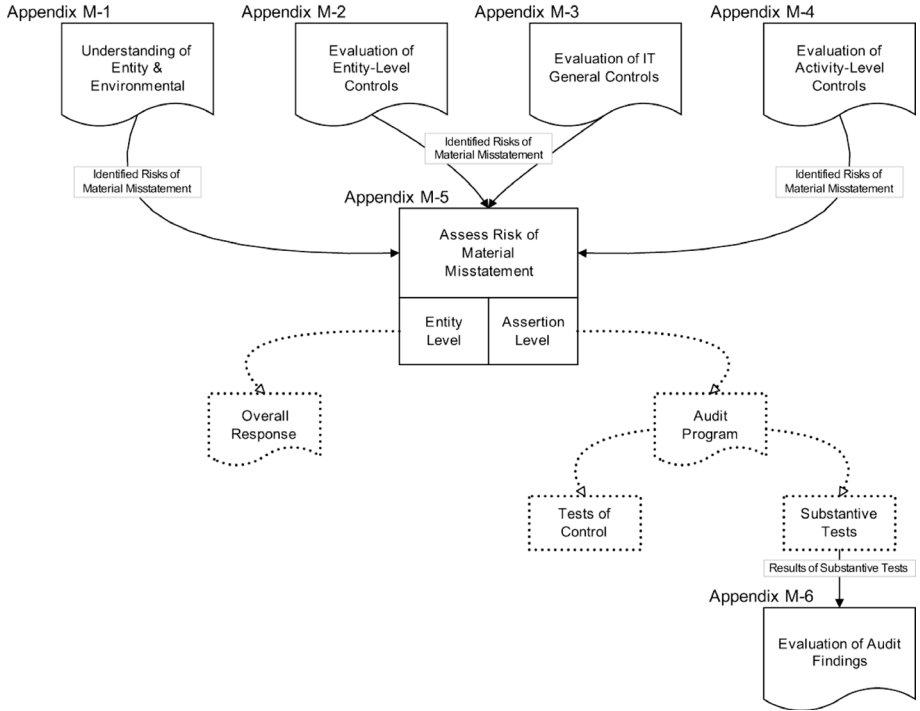 Appendix M-1
Appendix M-2
Appendix M-3
Appendix M-4
Understanding of
Entity &
Environmental
Evaluation of
Entity-Level
Controls
Evaluation of IT
General Controls
Evaluation of
Activity-Level
Controls
Identified Risks of
Material Misstatement
Identified Risks of
Material Misstatement
Identified Risks of
Material Misstatement
Appendix M-5
Assess Risk of
Material
Misstatement
Entity
Level
Assertion
Level
Overall
Response
Audit
Program
Tests of
Control
Substantive
Tests
Results of Substantive Tests
Appendix M-6
Evaluation of Audit
Findings